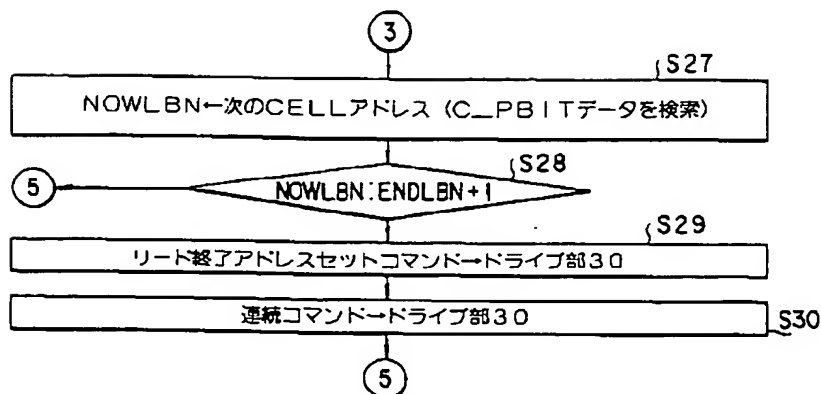 3
S27
NOWLBN←次のCELLアドレス (C_PBITデータを検索)
S28
5
NOWLBN:ENDLBN+1
S29
リード終了アドレスセットコマンド→ドライブ部30
連続コマンド→ドライブ部30
S30
5